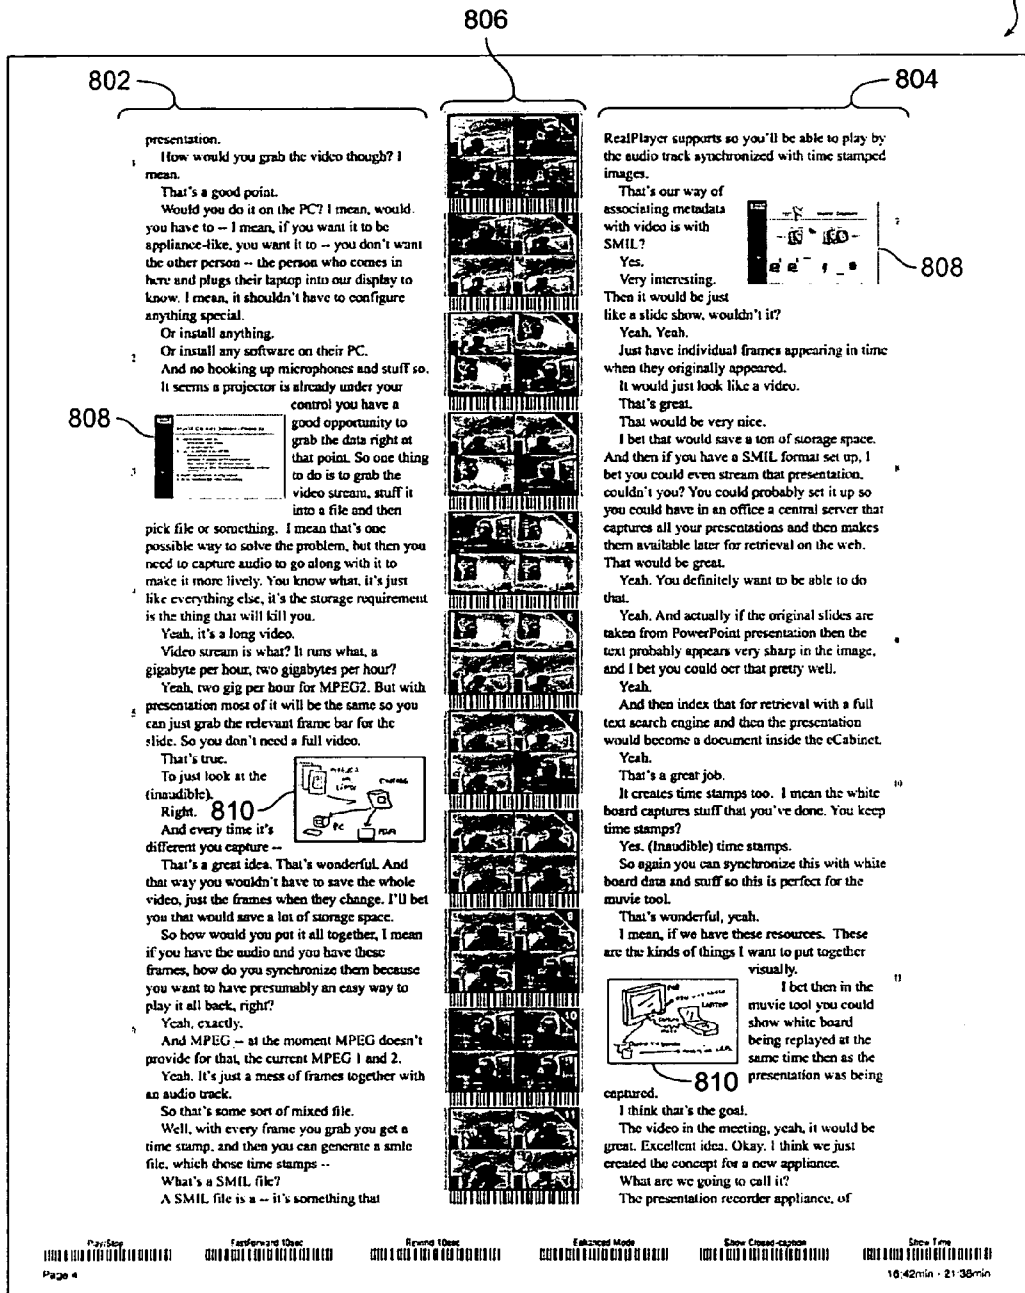 806
802
804
presentation.
1
How would you grab the video though? I
mean.
That's a good point.
Would you do it on the PC? I mean, would
you have to -- I mean, if you want it to be
appliance-like, you want it to -- you don't want
the other person -- the person who comes in
here and plugs their laptop into our display to
know. I mean, it shouldn't have to configure
anything special.
Or install anything.
2
Or install any software on their PC.
And no hooking up microphones and stuff so.
It seems a projector is already under your
control you have a
808
good opportunity to
grab the data right at
that point. So one thing
3
to do is to grab the
video stream, stuff it
into a file and then
pick file or something. I mean that's one
possible way to solve the problem, but then you
need to capture audio to go along with it to
make it more lively. You know what, it's just
like everything else, it's the storage requirement
is the thing that will kill you.
Yeah, it's a long video.
Video stream is what? It runs what, a
gigabyte per hour, two gigabytes per hour?
Yeah, two gig per hour for MPEG2. But with
presentation most of it will be the same so you
5
can just grab the relevant frame bar for the
slide. So you don't need a full video.
That's true.
To just look at the
(inaudible).
Right.
810
PC
And every time it's
different you capture --
That's a great idea. That's wonderful. And
that way you wouldn't have to save the whole
video, just the frames when they change. I'll bet
you that would save a lot of storage space.
So how would you put it all together, I mean
if you have the audio and you have these
frames, how do you synchronize them because
you want to have presumably an easy way to
play it all back, right?
Yeah, exactly.
And MPEG -- at the moment MPEG doesn't
provide for that, the current MPEG 1 and 2.
Yeah. It's just a mess of frames together with
an audio track.
So that's some sort of mixed file.
Well, with every frame you grab you get a
time stamp, and then you can generate a smle
file, which those time stamps --
What's a SMIL file?
A SMIL file is a -- it's something that
1
2
3
4
5
6
7
8
9
10
11
RealPlayer supports so you'll be able to play by
the audio track synchronized with time stamped
images.
That's our way of
associating metadata
with video is with
SMIL?
Yes.
808
Very interesting.
Then it would be just
like a slide show, wouldn't it?
Yeah. Yeah.
Just have individual frames appearing in time
when they originally appeared.
It would just look like a video.
That's great.
That would be very nice.
I bet that would save a ton of storage space.
And then if you have a SMIL format set up, I
bet you could even stream that presentation,
couldn't you? You could probably set it up so
you could have in an office a central server that
captures all your presentations and then makes
them available later for retrieval on the web.
That would be great.
Yeah. You definitely want to be able to do
that.
Yeah. And actually if the original slides are
taken from PowerPoint presentation then the
text probably appears very sharp in the image,
and I bet you could ocr that pretty well.
Yeah.
And then index that for retrieval with a full
text search engine and then the presentation
would become a document inside the eCabinet.
Yeah.
That's a great job.
10
It creates time stamps too. I mean the white
board captures stuff that you've done. You keep
time stamps?
Yes. (Inaudible) time stamps.
So again you can synchronize this with white
board data and stuff so this is perfect for the
muvie tool.
That's wonderful, yeah.
I mean, if we have these resources. These
are the kinds of things I want to put together
visually.
11
I bet then in the
muvie tool you could
show white board
being replayed at the
same time then as the
810
presentation was being
captured.
I think that's the goal.
The video in the meeting, yeah, it would be
great. Excellent idea. Okay. I think we just
created the concept for a new appliance.
What are we going to call it?
The presentation recorder appliance, of
Play/Stop
FastForward 10sec
Rewind 10sec
Enhanced Mode
Show Closed-caption
Show Time
Page 4
16:42min - 21:38min